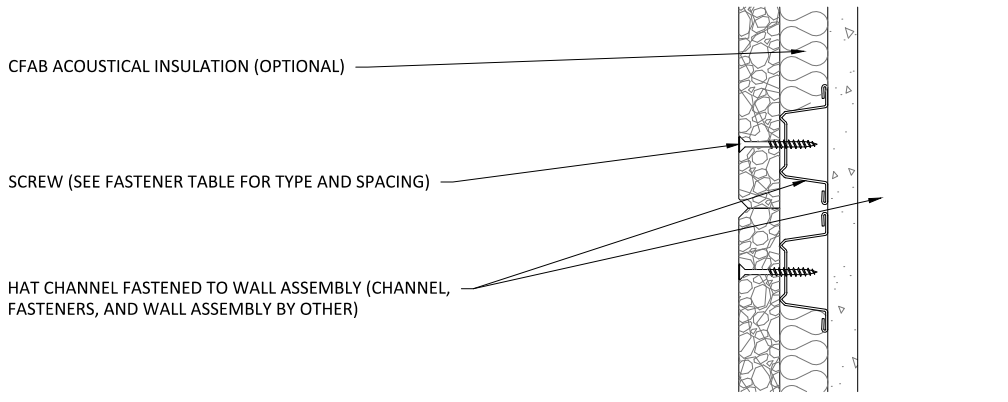 CFAB ACOUSTICAL INSULATION (OPTIONAL)
SCREW (SEE FASTENER TABLE FOR TYPE AND SPACING)
HAT CHANNEL FASTENED TO WALL ASSEMBLY (CHANNEL,
FASTENERS, AND WALL ASSEMBLY BY OTHER)